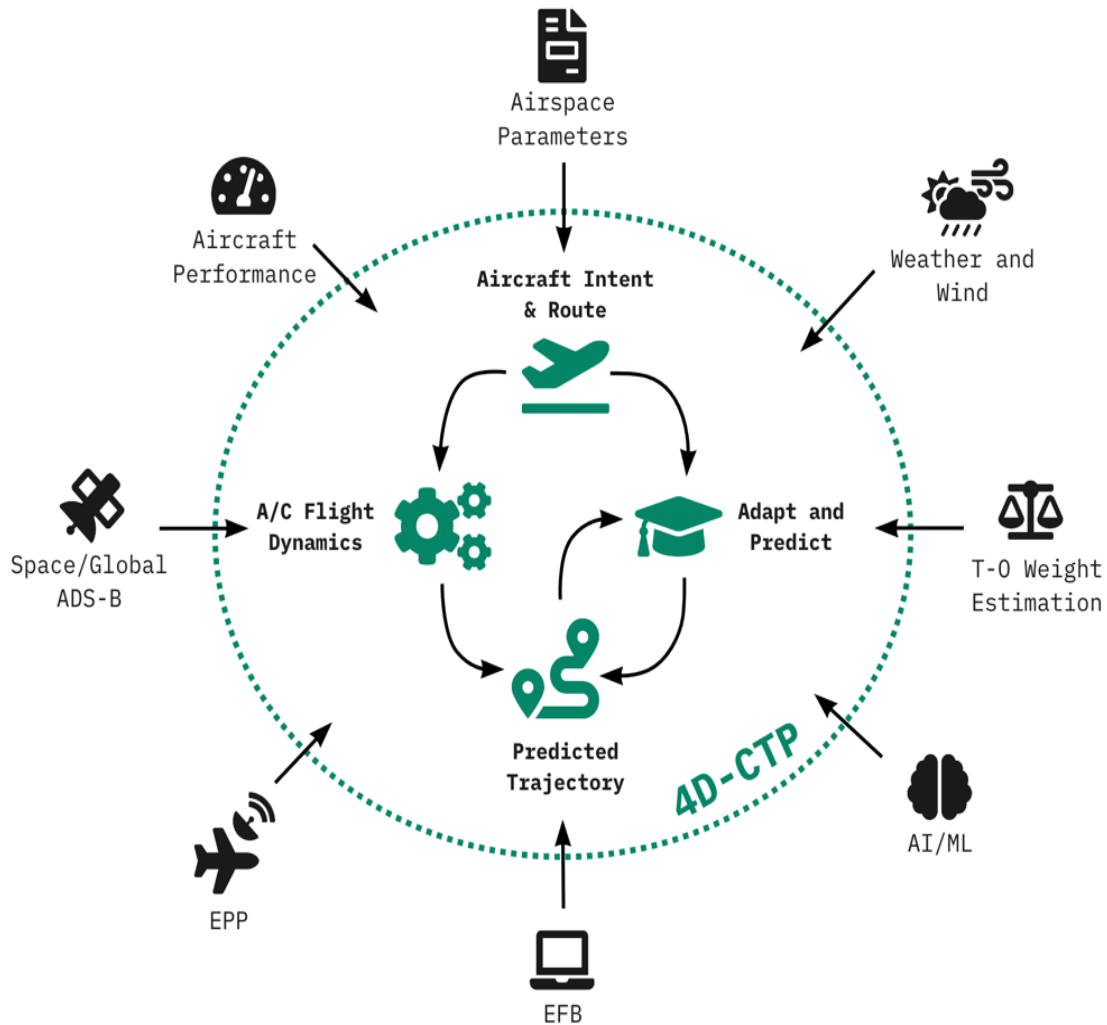 Airspace
Parameters
Aircraft
Performance
Weather and
Wind
Aircraft Intent
& Route
A/C Flight
Dynamics
Adapt and
Predict
Space/Global
ADS-B
T-O Weight
Estimation
Predicted
Trajectory
4D-CTP
AI/ML
EPP
EFB